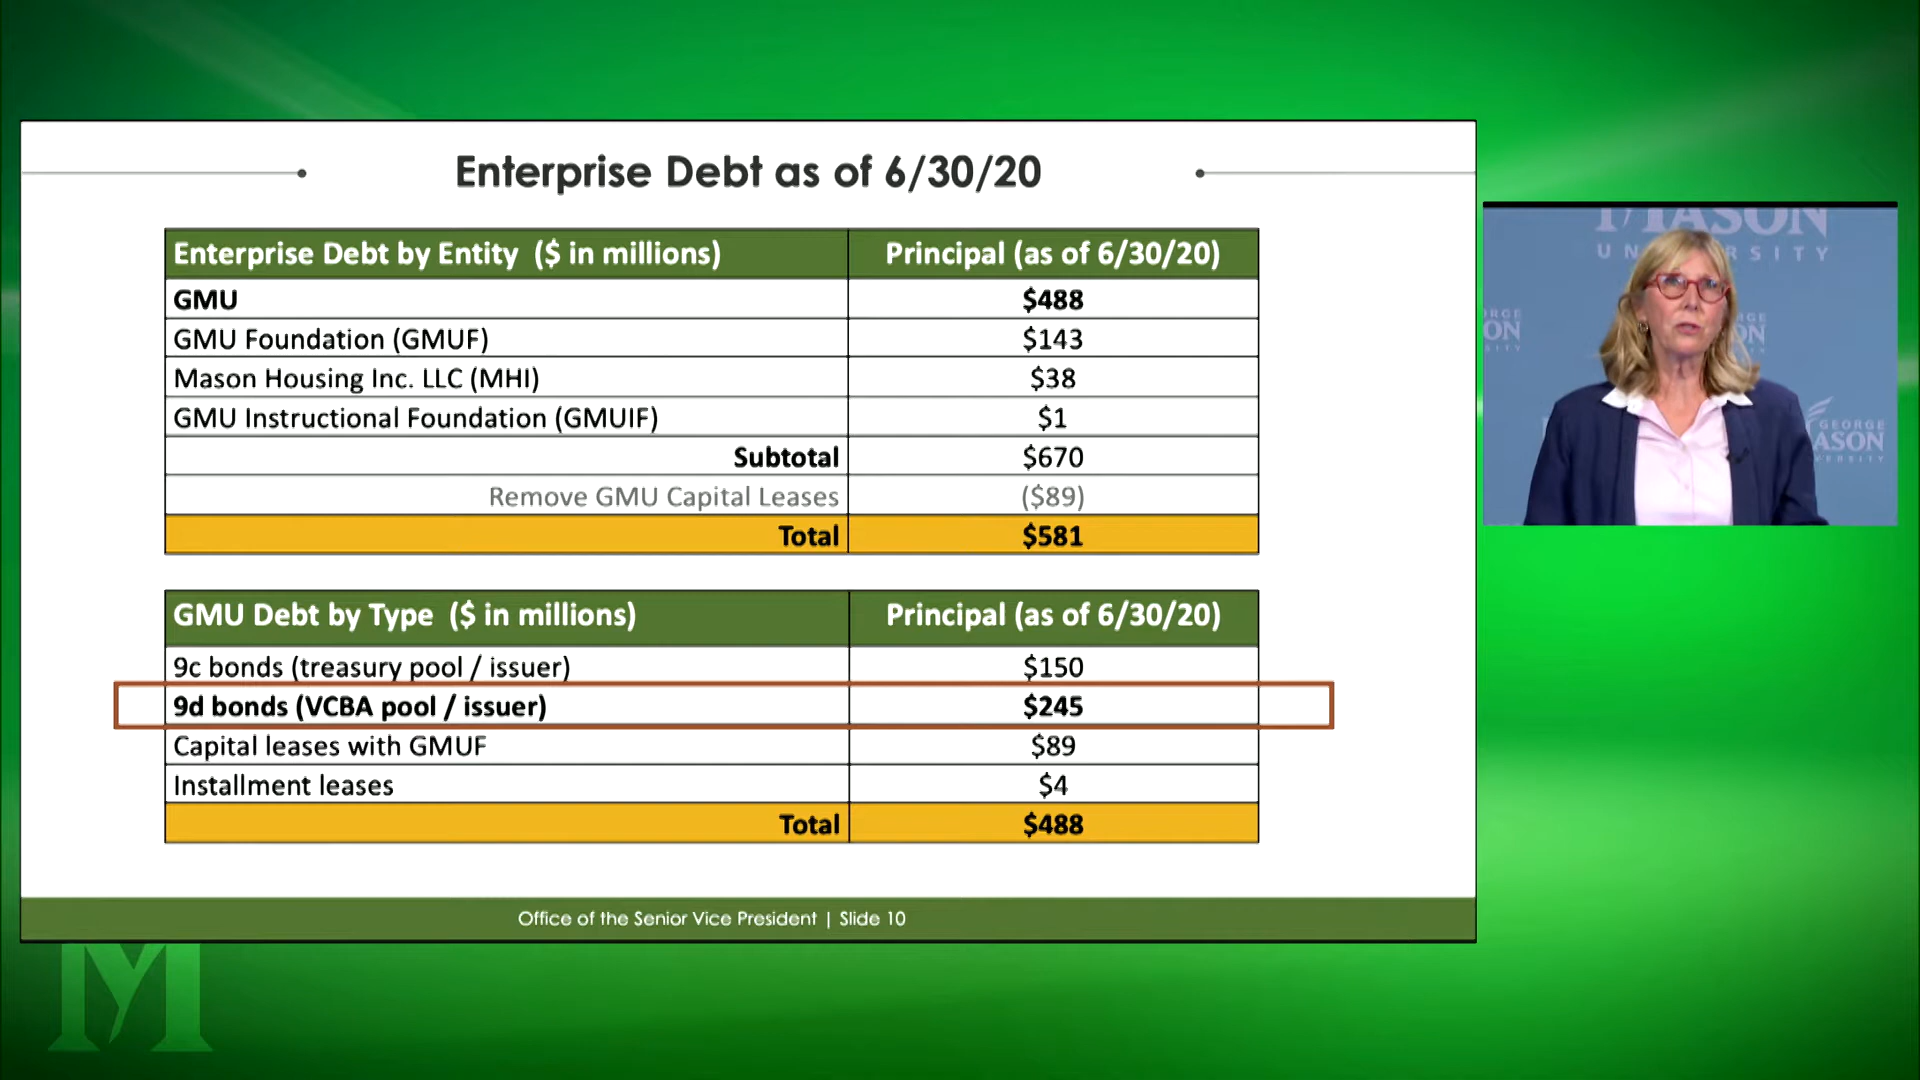 Enterprise Debt as of 6/30/20
Enterprise Debt by Entity ($ in millions) Principal (as of 6/30/20)
GMU $488
GMU Foundation (GMUF) $143
Mason Housing Inc. LLC (MHI) $38
GMU Instructional Foundation (GMUIF) $1
Subtotal $670
Remove GMU Capital Leases ($89)
Total $581
GMU Debt by Type ($ in millions) Principal (as of 6/30/20)
9c bonds (treasury pool / issuer) $150
9d bonds (VCBA pool / issuer) $245
Capital leases with GMUF $89
Installment leases $4
Total $488
Office of the Senior Vice President | Slide 10
MASON
UNIVERSITY
GEORGE
MASON
M